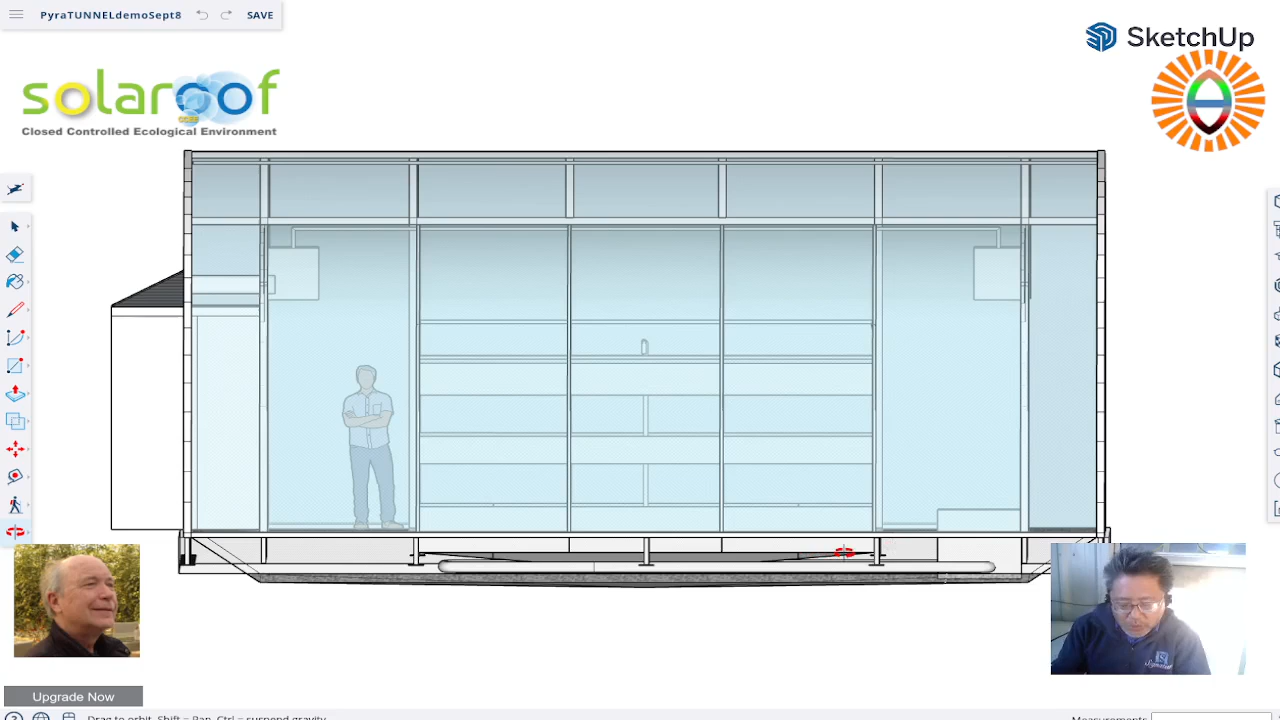 PyraTUNNELdemoSept8
SAVE
SketchUp
solaroof
CCEE
Closed Controlled Ecological Environment
Upgrade Now
Drag to orbit. Shift = Pan, Ctrl = suspend gravity
Measurements